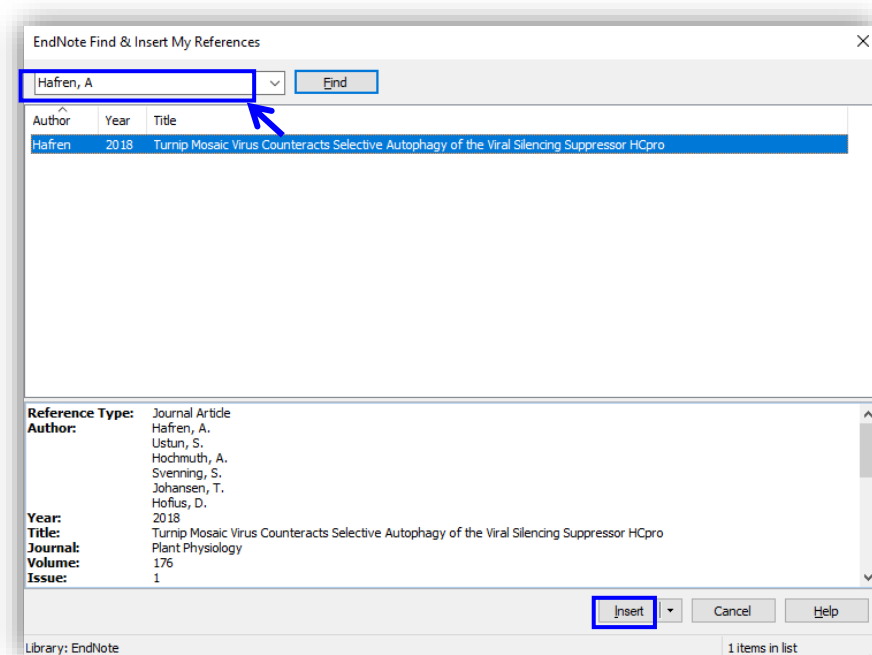 EndNote Find & Insert My References
Hafren, A Find
Author Year Title
Hafren 2018 Turnip Mosaic Virus Counteracts Selective Autophagy of the Viral Silencing Suppressor HCpro
Reference Type: Journal Article
Author: Hafren, A.
Ustun, S.
Hochmuth, A.
Svenning, S.
Johansen, T.
Hofius, D.
Year: 2018
Title: Turnip Mosaic Virus Counteracts Selective Autophagy of the Viral Silencing Suppressor HCpro
Journal: Plant Physiology
Volume: 176
Issue: 1
Insert Cancel Help
Library: EndNote 1 items in list